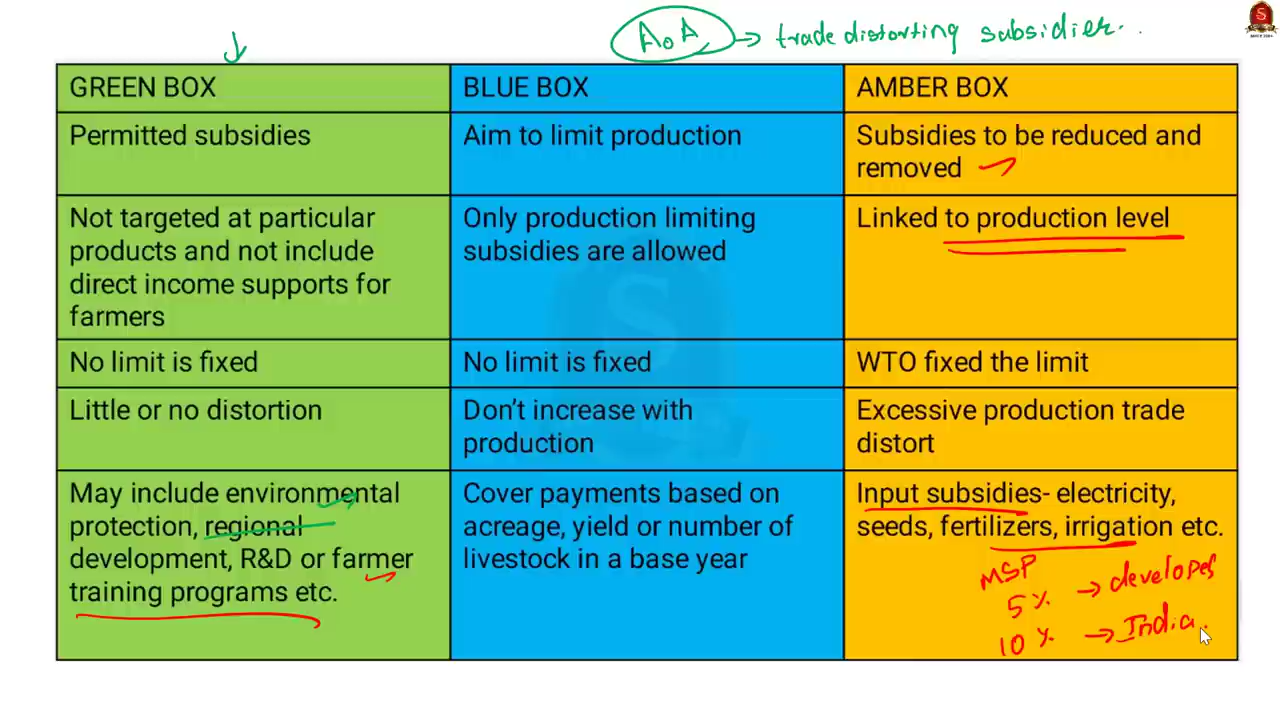 AoA → trade distorting subsidies.
GREEN BOX
BLUE BOX
AMBER BOX
Permitted subsidies
Aim to limit production
Subsidies to be reduced and
removed
Not targeted at particular
products and not include
direct income supports for
farmers
Only production limiting
subsidies are allowed
Linked to production level
No limit is fixed
No limit is fixed
WTO fixed the limit
Little or no distortion
Don't increase with
production
Excessive production trade
distort
May include environmental
protection, regional
development, R&D or farmer
training programs etc.
Cover payments based on
acreage, yield or number of
livestock in a base year
Input subsidies- electricity,
seeds, fertilizers, irrigation etc.
MSP
5% → developed
10% → India.